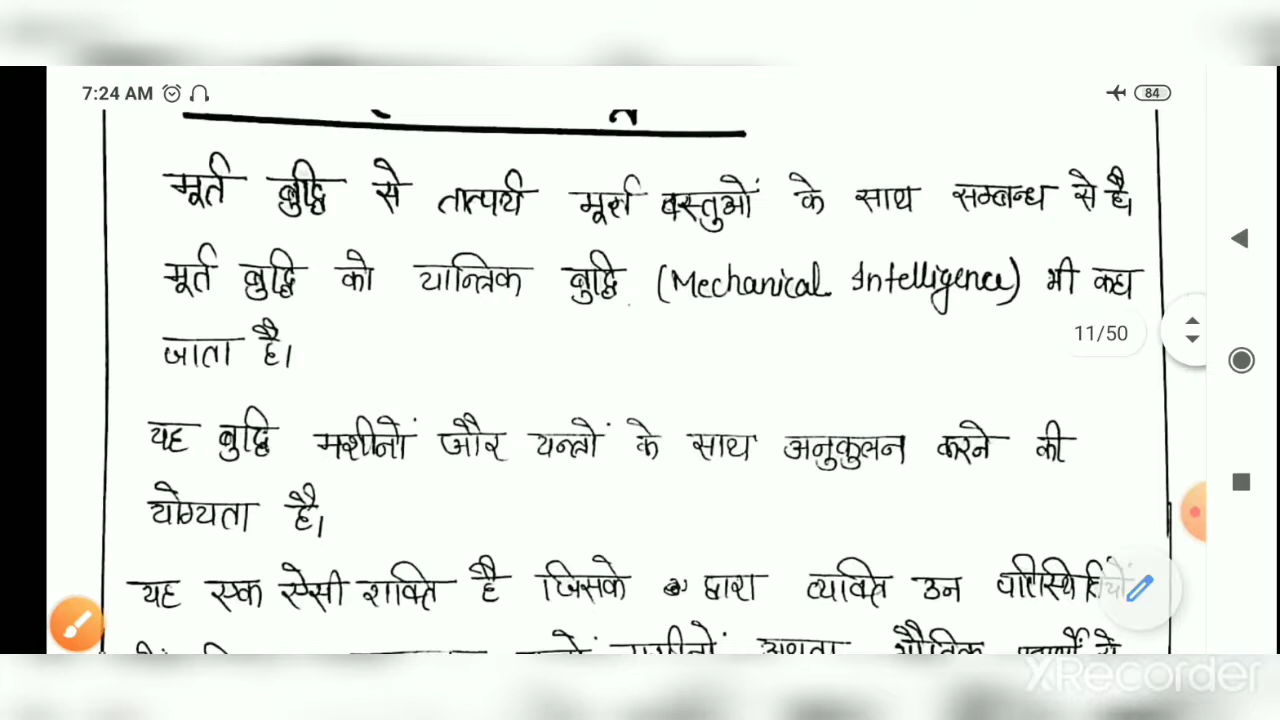 7:24 AM
84
मूर्त बुद्धि से तात्पर्य मूर्त वस्तुओं के साथ सम्बन्ध से है।
मूर्त बुद्धि को यान्त्रिक बुद्धि (Mechanical Intelligence) भी कहा
जाता है।
11/50
यह बुद्धि मशीनों और यन्त्रों के साथ अनुकुलन करने की
योग्यता है।
यह एक ऐसी शक्ति है जिसके द्वारा व्यक्ति उन परिस्थितियों
अथवा भौतिक
XRecorder